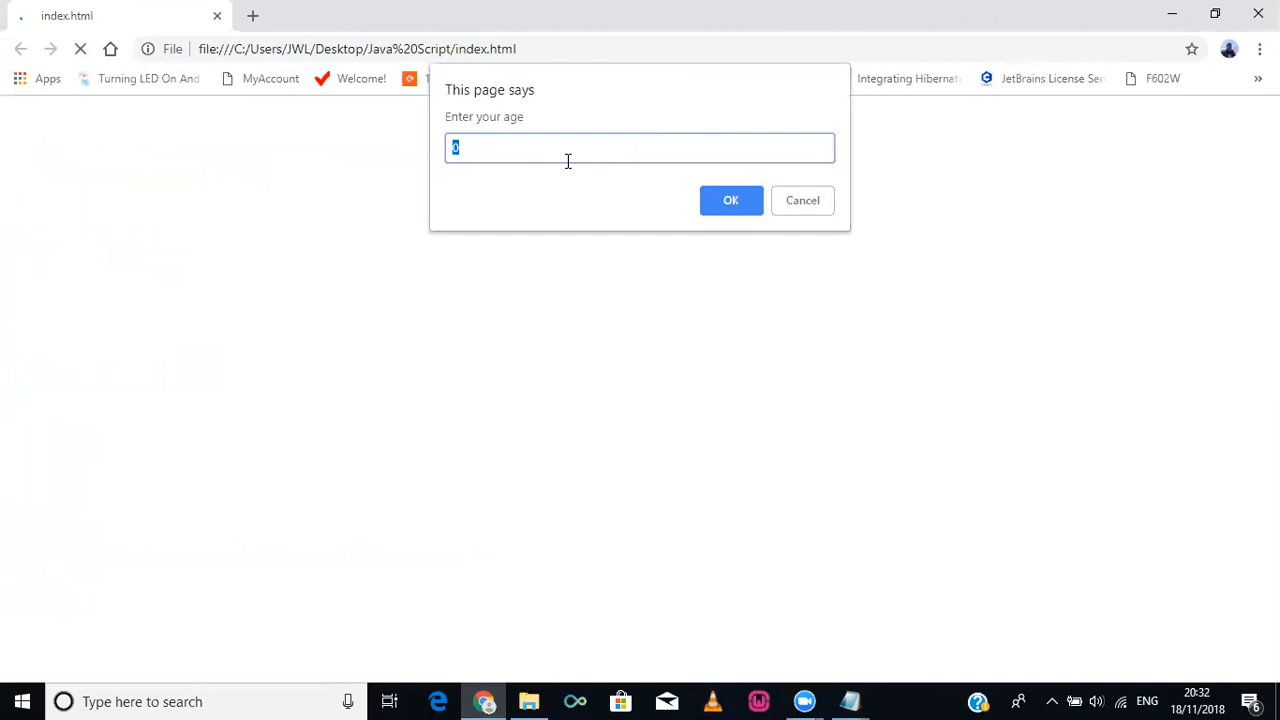 index.html
File
file:///C:/Users/JWL/Desktop/Java%20Script/index.html
Apps
Turning LED On And
MyAccount
Welcome!
Integrating Hibernat
JetBrains License Ser
F602W
»
This page says
Enter your age
0
OK
Cancel
Type here to search
ENG
20:32
18/11/2018
6